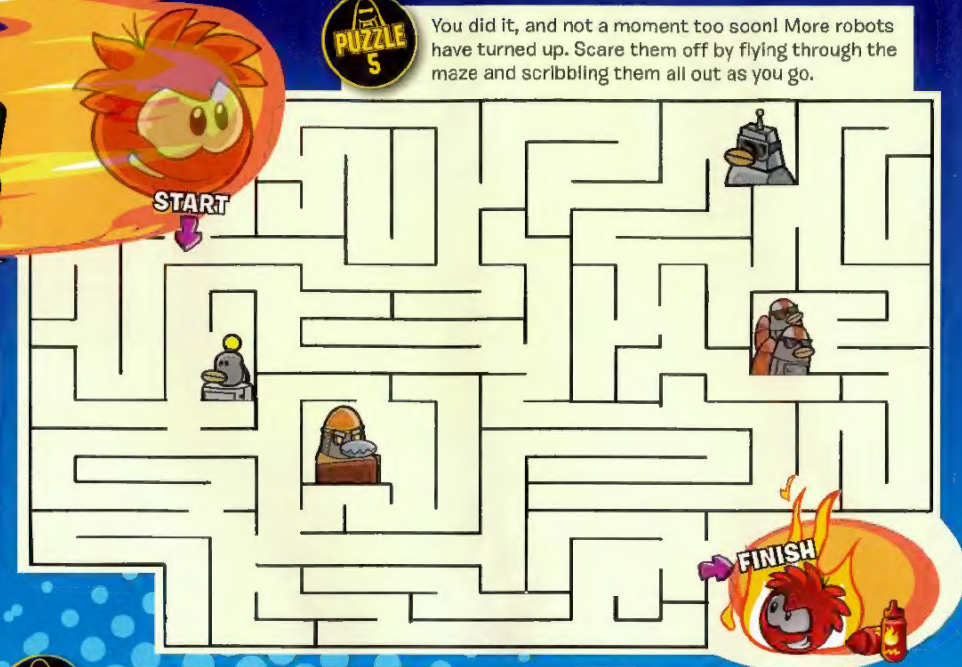 PUZZLE
5
You did it, and not a moment too soon! More robots
have turned up. Scare them off by flying through the
maze and scribbling them all out as you go.
START
FINISH